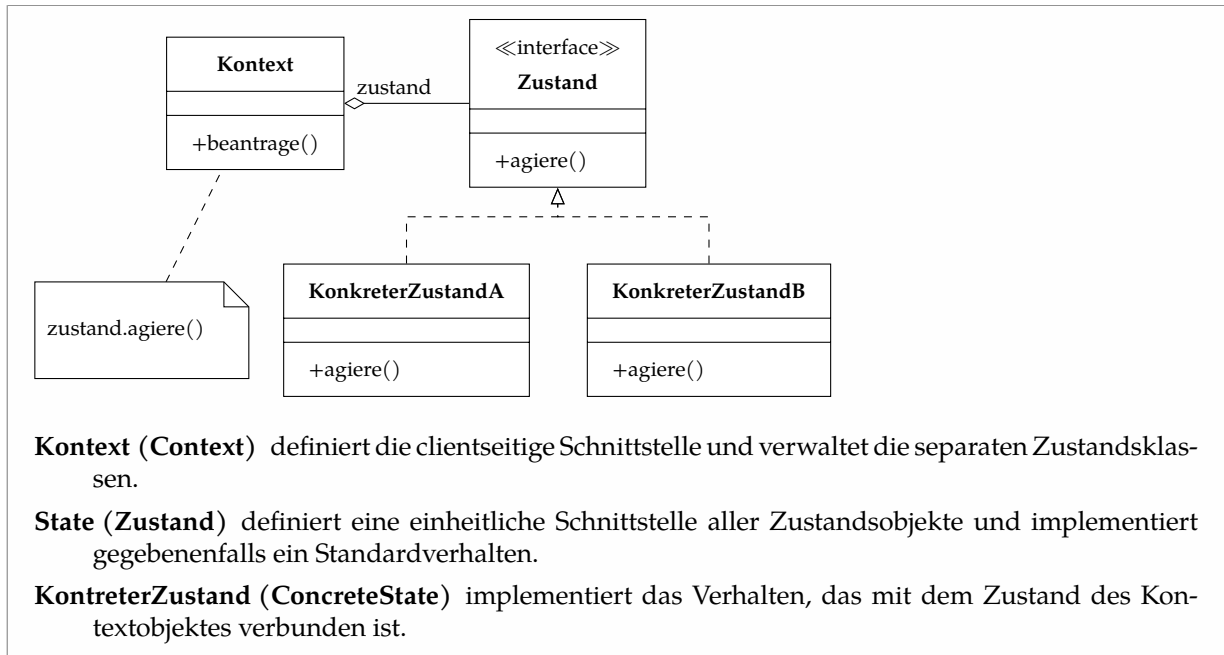 Kontext
zustand
+beantrage()
≪interface≫
Zustand
+agiere()
zustand.agiere()
KonkreterZustandA
+agiere()
KonkreterZustandB
+agiere()
Kontext (Context) definiert die clientseitige Schnittstelle und verwaltet die separaten Zustandsklas-
sen.
State (Zustand) definiert eine einheitliche Schnittstelle aller Zustandsobjekte und implementiert
gegebenenfalls ein Standardverhalten.
KontreterZustand (ConcreteState) implementiert das Verhalten, das mit dem Zustand des Kon-
textobjektes verbunden ist.